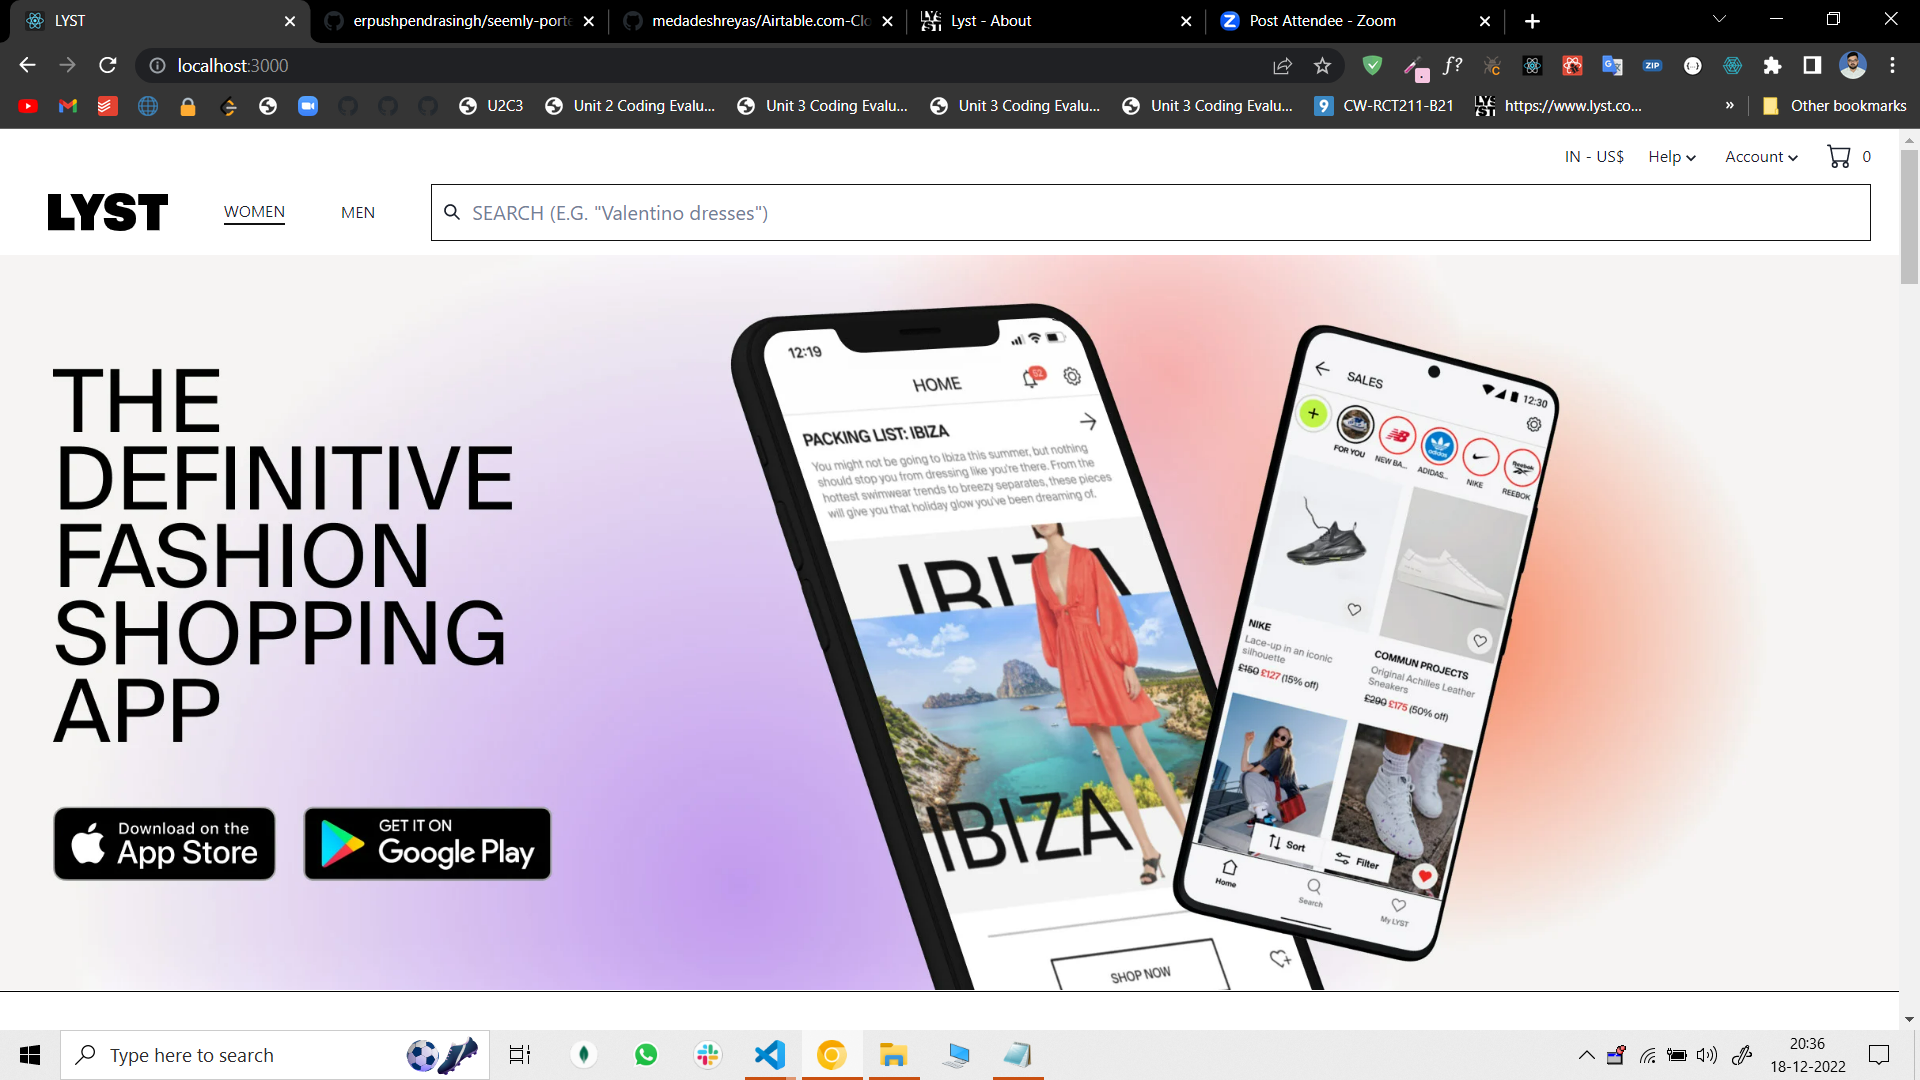 LYST
erpushpendrasingh/seemly-porte
medadeshreyas/Airtable.com-Clo
Lyst - About
Post Attendee - Zoom
localhost:3000
U2C3
Unit 2 Coding Evalu...
Unit 3 Coding Evalu...
Unit 3 Coding Evalu...
Unit 3 Coding Evalu...
CW-RCT211-B21
https://www.lyst.co...
Other bookmarks
IN - US$
Help
Account
0
LYST
WOMEN
MEN
SEARCH (E.G. "Valentino dresses")
THE
DEFINITIVE
FASHION
SHOPPING
APP
Download on the
App Store
GET IT ON
Google Play
12:19
HOME
52
PACKING LIST: IBIZA
You might not be going to Ibiza this summer, but nothing
should stop you from dressing like you're there. From the
hottest swimwear trends to breezy separates, these pieces
will give you that holiday glow you've been dreaming of.
IBIZA
IBIZA
SHOP NOW
SALES
12:30
FOR YOU
NEW BA...
adidas
ADIDAS...
NIKE
Reebok
REEBOK
NIKE
Lace-up in an iconic
silhouette
£150 £127 (15% off)
COMMUN PROJECTS
Original Achilles Leather
Sneakers
£290 £175 (50% off)
Sort
Filter
Home
Search
My LYST
Type here to search
20:36
18-12-2022